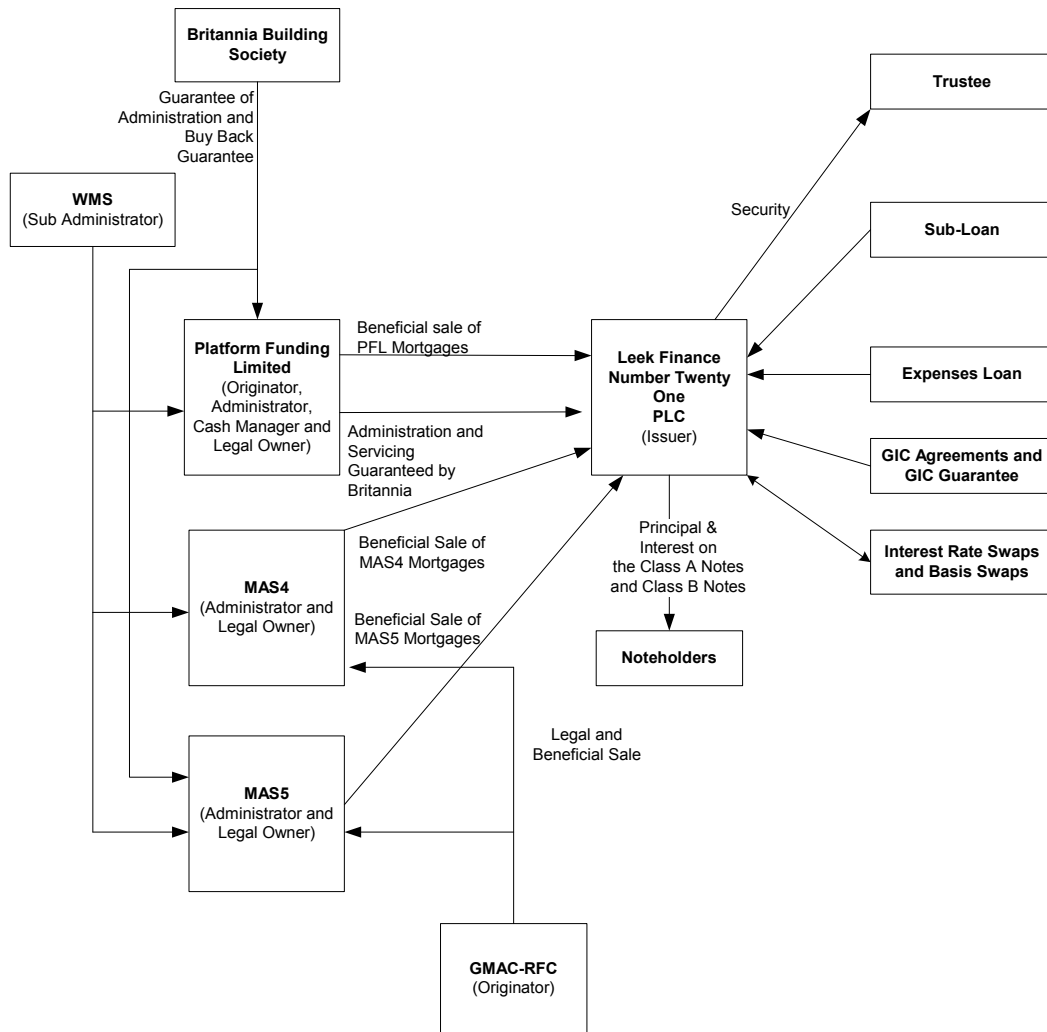 Britannia Building
Society
Guarantee of
Administration and
Buy Back
Guarantee
Trustee
WMS
(Sub Administrator)
Security
Sub-Loan
Platform Funding
Limited
(Originator,
Administrator,
Cash Manager and
Legal Owner)
Beneficial sale of
PFL Mortgages
Administration and
Servicing
Guaranteed by
Britannia
Leek Finance
Number Twenty
One
PLC
(Issuer)
Expenses Loan
GIC Agreements and
GIC Guarantee
Interest Rate Swaps
and Basis Swaps
Principal &
Interest on
the Class A Notes
and Class B Notes
Noteholders
MAS4
(Administrator and
Legal Owner)
Beneficial Sale of
MAS4 Mortgages
Beneficial Sale of
MAS5 Mortgages
Legal and
Beneficial Sale
MAS5
(Administrator and
Legal Owner)
GMAC-RFC
(Originator)